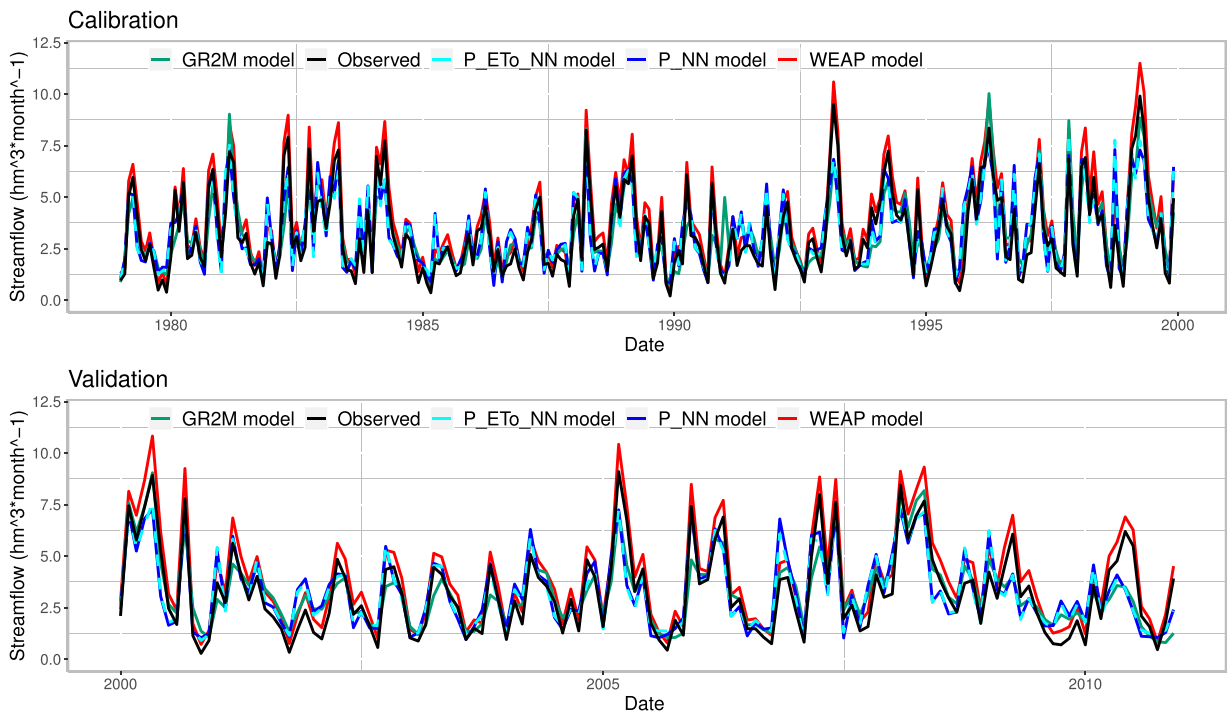 Calibration
12.5
10.0
7.5
5.0
2.5
0.0
Streamflow (hm^3*month^−1)
GR2M model Observed P_ETo_NN model P_NN model WEAP model
1980 1985 1990 1995 2000
Date
Validation
12.5
10.0
7.5
5.0
2.5
0.0
Streamflow (hm^3*month^−1)
GR2M model Observed P_ETo_NN model P_NN model WEAP model
2000 2005 2010
Date